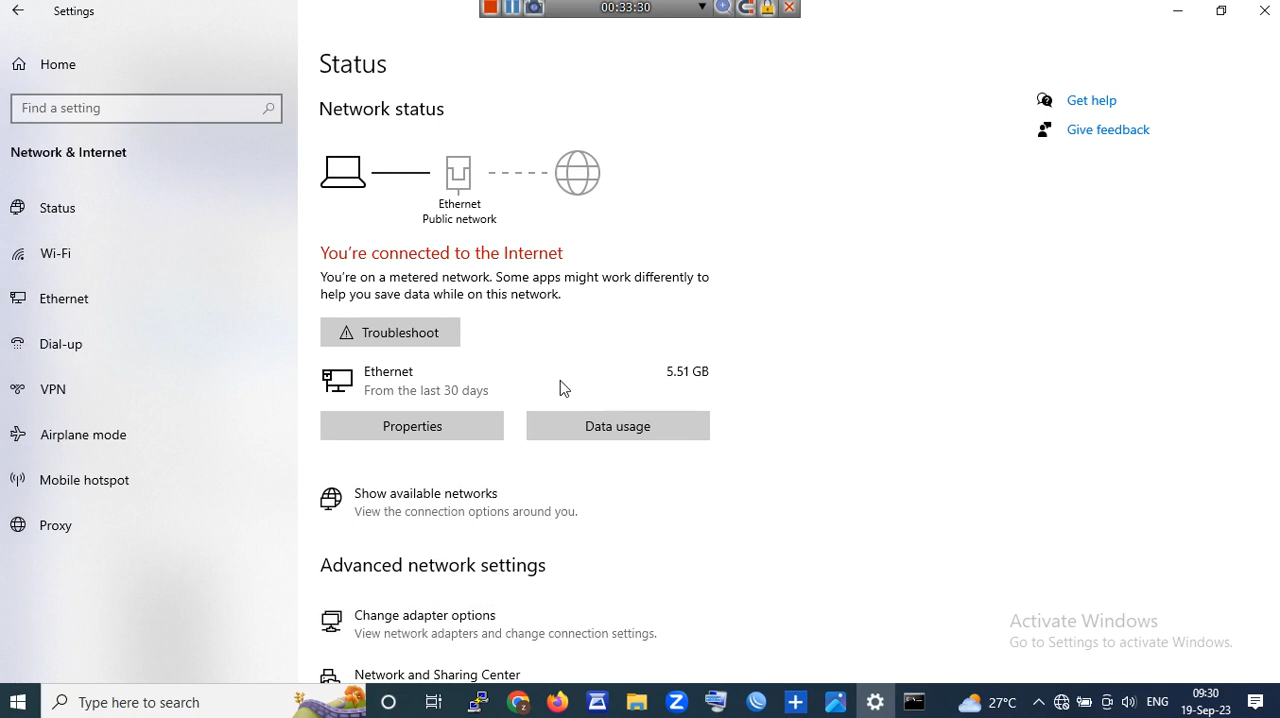 Settings
00:33:30
Home
Find a setting
Network & Internet
Status
Wi-Fi
Ethernet
Dial-up
VPN
Airplane mode
Mobile hotspot
Proxy
Status
Network status
Ethernet
Public network
You're connected to the Internet
You're on a metered network. Some apps might work differently to
help you save data while on this network.
Troubleshoot
Ethernet
5.51 GB
From the last 30 days
Properties
Data usage
Show available networks
View the connection options around you.
Advanced network settings
Change adapter options
View network adapters and change connection settings.
Network and Sharing Center
Get help
Give feedback
Activate Windows
Go to Settings to activate Windows.
Type here to search
27°C
ENG
09:30
19-Sep-23